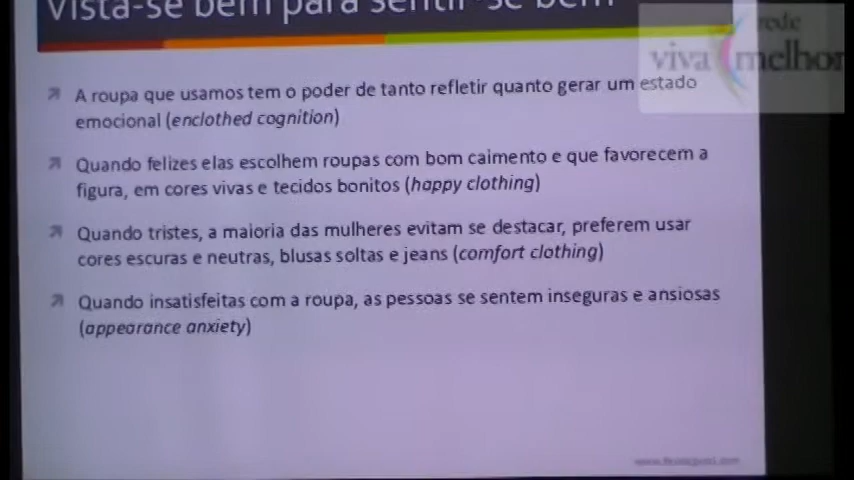 Vista-se bem para sentir-se bem
rede
viva melhor
A roupa que usamos tem o poder de tanto refletir quanto gerar um estado
emocional (enclothed cognition)
Quando felizes elas escolhem roupas com bom caimento e que favorecem a
figura, em cores vivas e tecidos bonitos (happy clothing)
Quando tristes, a maioria das mulheres evitam se destacar, preferem usar
cores escuras e neutras, blusas soltas e jeans (comfort clothing)
Quando insatisfeitas com a roupa, as pessoas se sentem inseguras e ansiosas
(appearance anxiety)